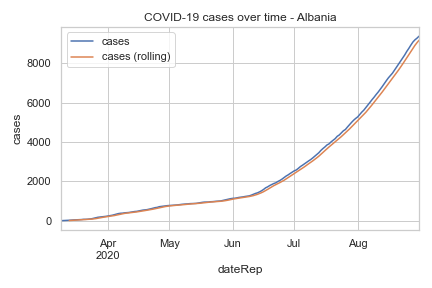 COVID-19 cases over time - Albania
cases
cases (rolling)
8000
6000
4000
2000
0
cases
Apr
2020
May
Jun
Jul
Aug
dateRep